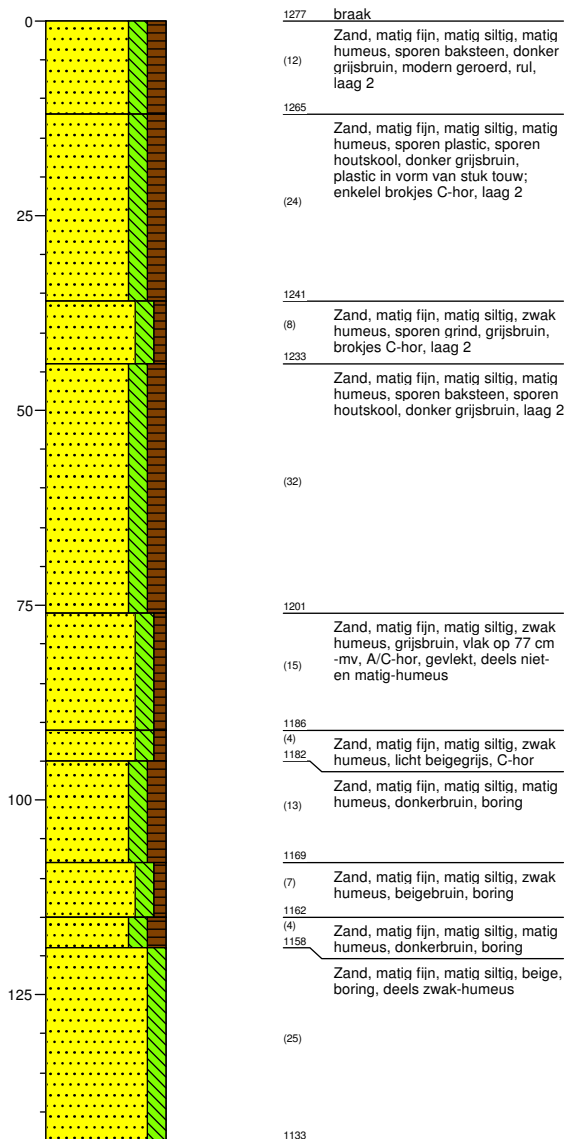 0
25
50
75
100
125
1277 braak
Zand, matig fijn, matig siltig, matig
humeus, sporen baksteen, donker
(12)
grijsbruin, modern geroerd, rul,
laag 2
1265
Zand, matig fijn, matig siltig, matig
humeus, sporen plastic, sporen
houtskool, donker grijsbruin,
plastic in vorm van stuk touw;
enkelel brokjes C-hor, laag 2
(24)
1241
Zand, matig fijn, matig siltig, zwak
(8)
humeus, sporen grind, grijsbruin,
brokjes C-hor, laag 2
1233
Zand, matig fijn, matig siltig, matig
humeus, sporen baksteen, sporen
houtskool, donker grijsbruin, laag 2
(32)
1201
Zand, matig fijn, matig siltig, zwak
humeus, grijsbruin, vlak op 77 cm
-mv, A/C-hor, gevlekt, deels niet-
(15)
en matig-humeus
1186
(4)
Zand, matig fijn, matig siltig, zwak
1182
humeus, licht beigegrijs, C-hor
Zand, matig fijn, matig siltig, matig
(13)
humeus, donkerbruin, boring
1169
Zand, matig fijn, matig siltig, zwak
(7)
humeus, beigebruin, boring
1162
(4)
Zand, matig fijn, matig siltig, matig
1158
humeus, donkerbruin, boring
Zand, matig fijn, matig siltig, beige,
boring, deels zwak-humeus
(25)
1133